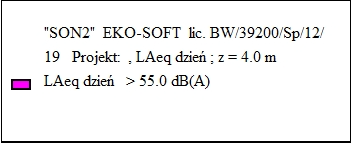 "SON2" EKO-SOFT lic. BW/39200/Sp/12/
19 Projekt: , LAeq dzień ; z = 4.0 m
LAeq dzień > 55.0 dB(A)